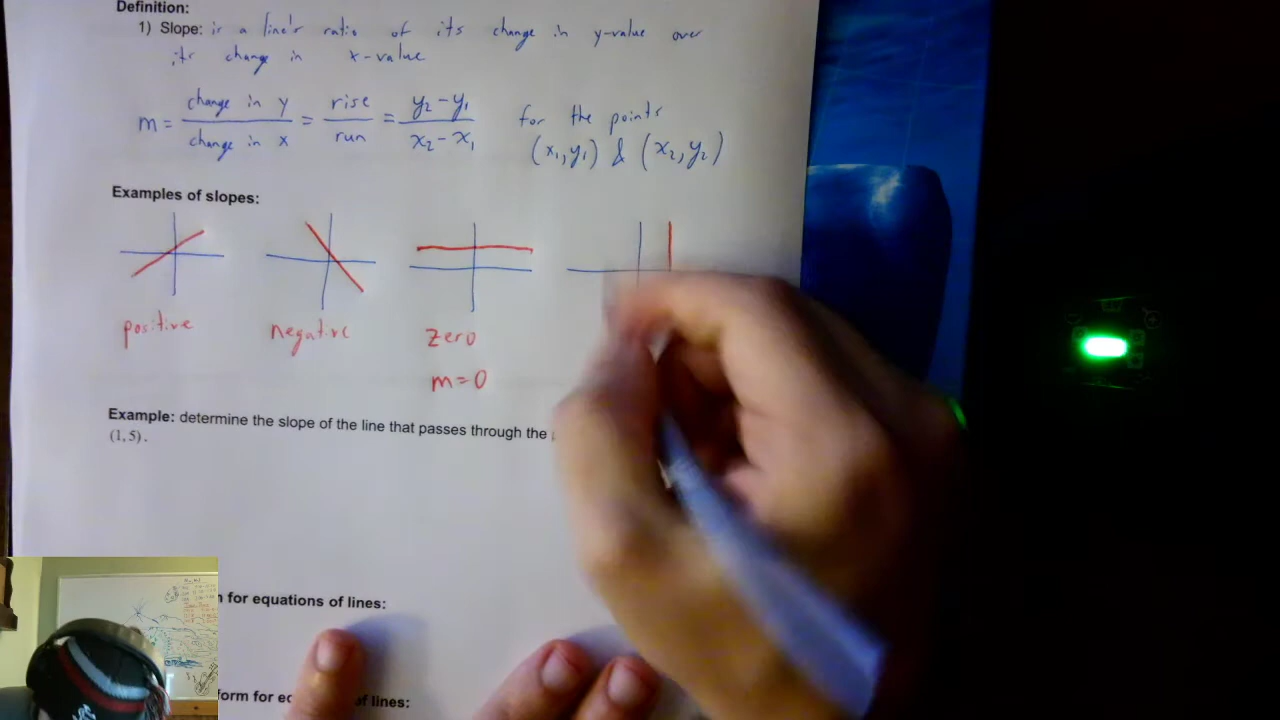 Definition:
1) Slope: is a line's ratio of its change in y-value over
its change in x-value
m = change in y / change in x = rise / run = y₂ - y₁ / x₂ - x₁ for the points
(x₁, y₁) & (x₂, y₂)
Examples of slopes:
positive negative zero
m = 0
Example: determine the slope of the line that passes through the
(1, 5).
for equations of lines:
form for of lines: